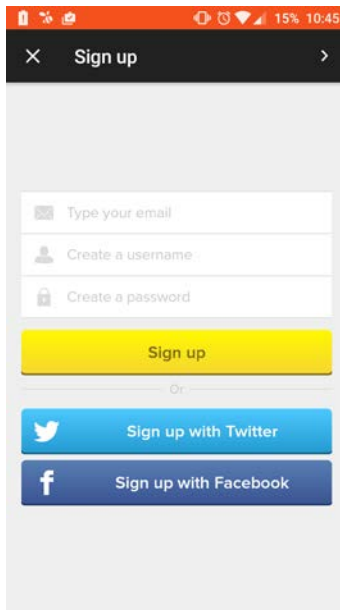 15% 10:45
Sign up
Type your email
Create a username
Create a password
Sign up
Or
Sign up with Twitter
Sign up with Facebook